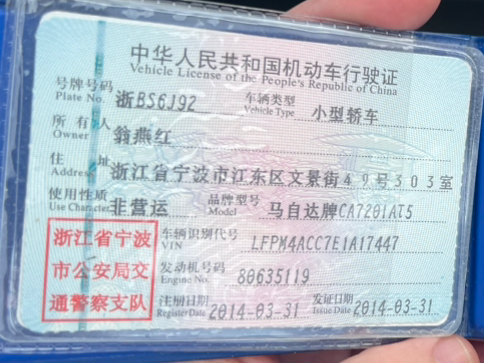 中华人民共和国机动车行驶证
Vehicle License of the People's Republic of China
号牌号码 浙BS6J92 车辆类型 小型轿车
Plate No. Vehicle Type
所有人 翁燕红
Owner
住址 浙江省宁波市江东区文景街49号303室
Address
使用性质 非营运 品牌型号 马自达牌CA7201AT5
Use Character Model
浙江省宁波
市公安局交
通警察支队
车辆识别代号 LFPM4ACC7E1A17447
VIN
发动机号码 80635119
Engine No.
注册日期 2014-03-31 发证日期 2014-03-31
Register Date Issue Date